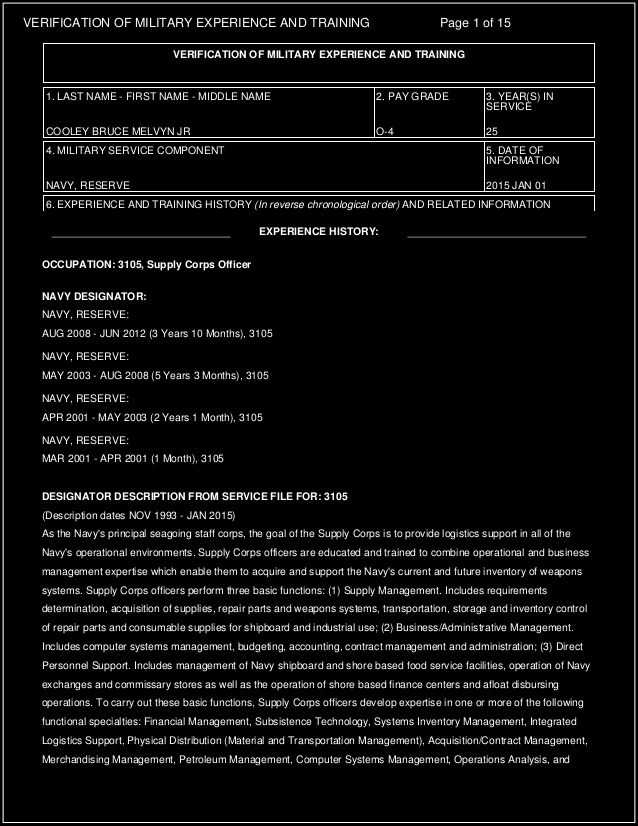 VERIFICATION OF MILITARY EXPERIENCE AND TRAINING Page 1 of 15
VERIFICATION OF MILITARY EXPERIENCE AND TRAINING
1. LAST NAME - FIRST NAME - MIDDLE NAME
2. PAY GRADE
3. YEAR(S) IN
SERVICE
COOLEY BRUCE MELVYN JR
O-4
25
4. MILITARY SERVICE COMPONENT
5. DATE OF
INFORMATION
NAVY, RESERVE
2015 JAN 01
6. EXPERIENCE AND TRAINING HISTORY (In reverse chronological order) AND RELATED INFORMATION
EXPERIENCE HISTORY:
OCCUPATION: 3105, Supply Corps Officer
NAVY DESIGNATOR:
NAVY, RESERVE:
AUG 2008 - JUN 2012 (3 Years 10 Months), 3105
NAVY, RESERVE:
MAY 2003 - AUG 2008 (5 Years 3 Months), 3105
NAVY, RESERVE:
APR 2001 - MAY 2003 (2 Years 1 Month), 3105
NAVY, RESERVE:
MAR 2001 - APR 2001 (1 Month), 3105
DESIGNATOR DESCRIPTION FROM SERVICE FILE FOR: 3105
(Description dates NOV 1993 - JAN 2015)
As the Navy's principal seagoing staff corps, the goal of the Supply Corps is to provide logistics support in all of the
Navy's operational environments. Supply Corps officers are educated and trained to combine operational and business
management expertise which enable them to acquire and support the Navy's current and future inventory of weapons
systems. Supply Corps officers perform three basic functions: (1) Supply Management. Includes requirements
determination, acquisition of supplies, repair parts and weapons systems, transportation, storage and inventory control
of repair parts and consumable supplies for shipboard and industrial use; (2) Business/Administrative Management.
Includes computer systems management, budgeting, accounting, contract management and administration; (3) Direct
Personnel Support. Includes management of Navy shipboard and shore based food service facilities, operation of Navy
exchanges and commissary stores as well as the operation of shore based finance centers and afloat disbursing
operations. To carry out these basic functions, Supply Corps officers develop expertise in one or more of the following
functional specialties: Financial Management, Subsistence Technology, Systems Inventory Management, Integrated
Logistics Support, Physical Distribution (Material and Transportation Management), Acquisition/Contract Management,
Merchandising Management, Petroleum Management, Computer Systems Management, Operations Analysis, and